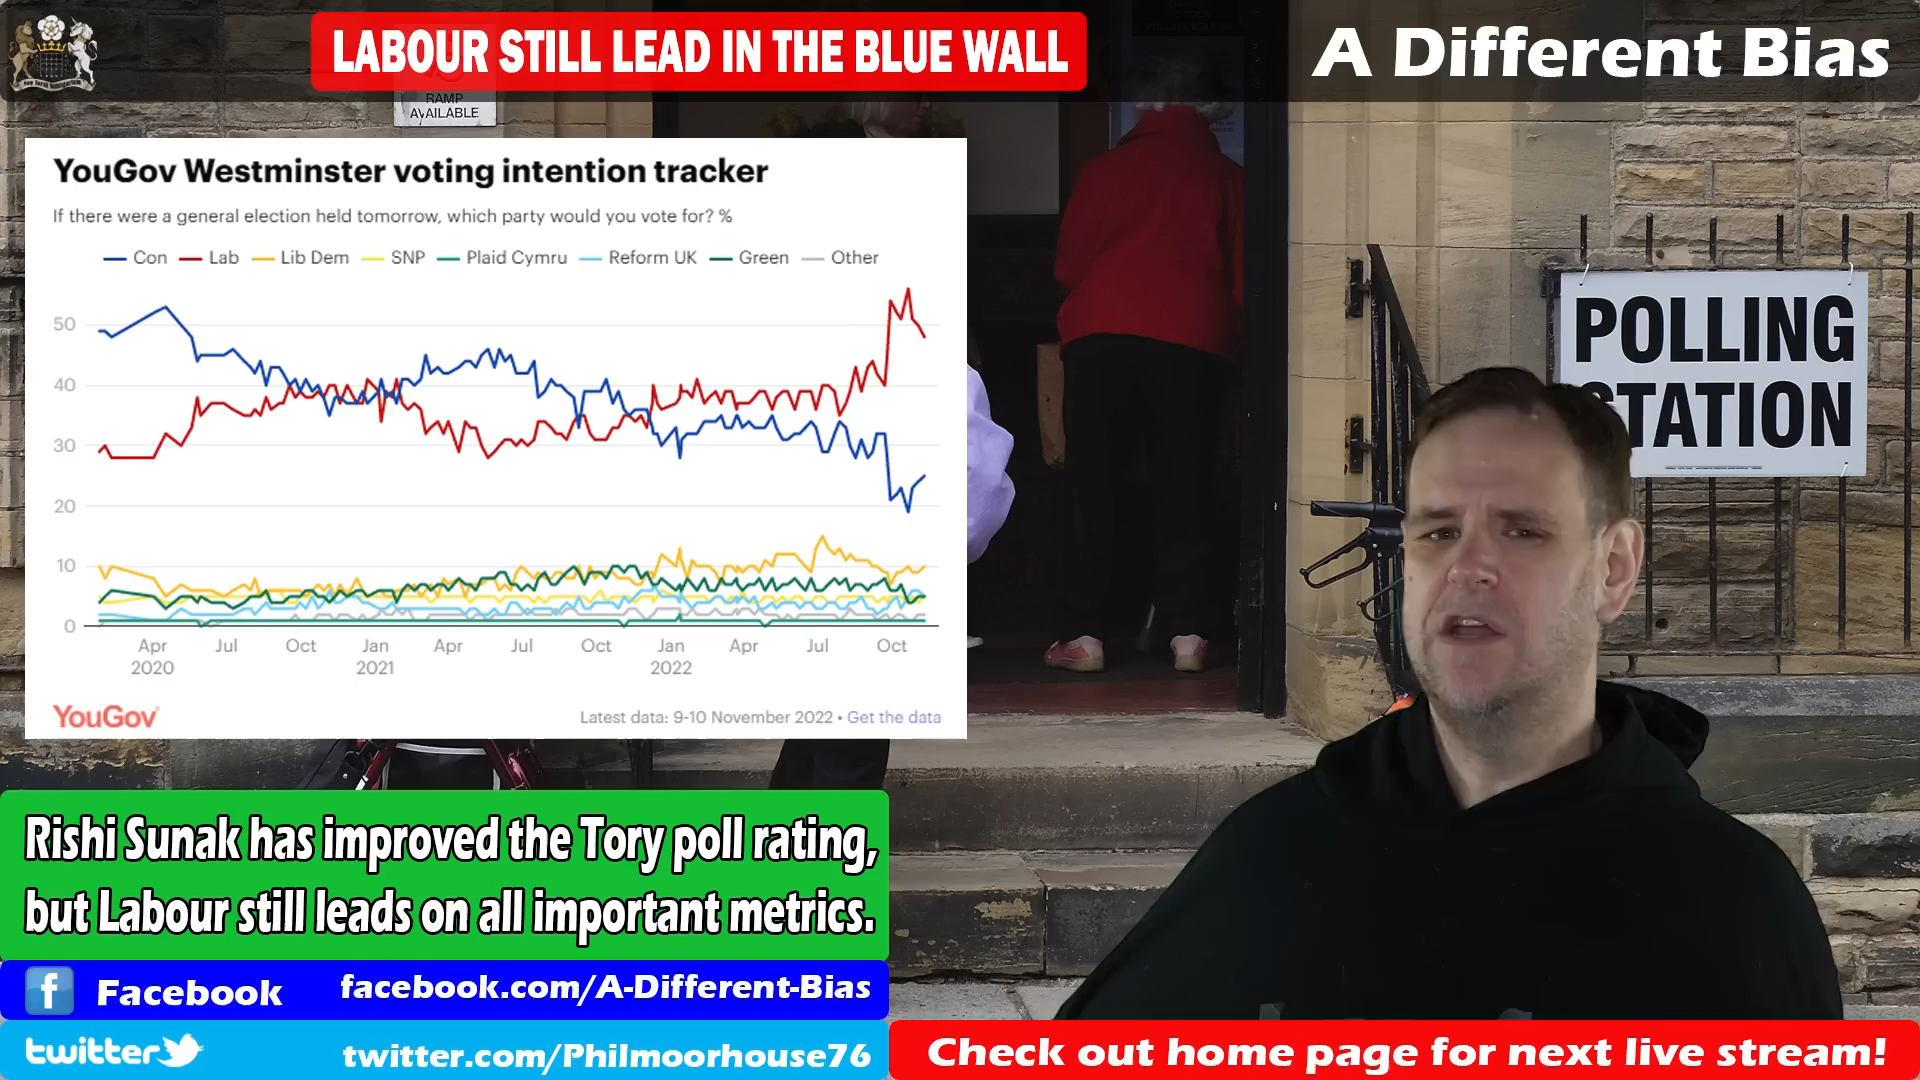 LABOUR STILL LEAD IN THE BLUE WALL
A Different Bias
RAMP
AVAILABLE
YouGov Westminster voting intention tracker
If there were a general election held tomorrow, which party would you vote for? %
Con Lab Lib Dem SNP Plaid Cymru Reform UK Green Other
50
40
30
20
10
0
Apr Jul Oct Jan Apr Jul Oct Jan Apr Jul Oct
2020 2021 2022
YouGov
Latest data: 9-10 November 2022 • Get the data
POLLING
STATION
Rishi Sunak has improved the Tory poll rating,
but Labour still leads on all important metrics.
f Facebook facebook.com/A-Different-Bias
twitter twitter.com/Philmoorhouse76
Check out home page for next live stream!